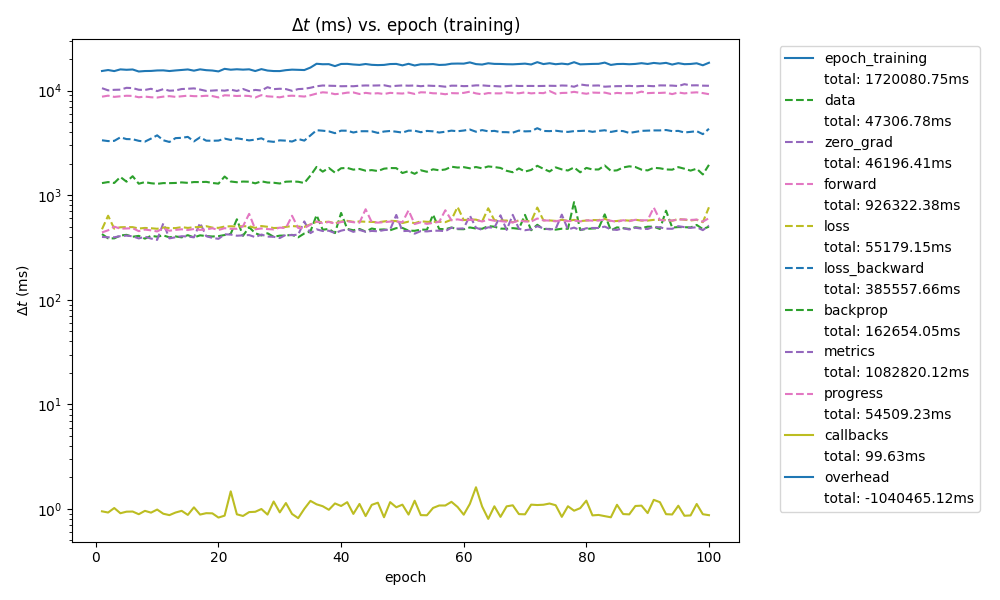 Δt (ms) vs. epoch (training)
10⁴
10³
10²
10¹
10⁰
Δt (ms)
0 20 40 60 80 100
epoch
epoch_training
total: 1720080.75ms
data
total: 47306.78ms
zero_grad
total: 46196.41ms
forward
total: 926322.38ms
loss
total: 55179.15ms
loss_backward
total: 385557.66ms
backprop
total: 162654.05ms
metrics
total: 1082820.12ms
progress
total: 54509.23ms
callbacks
total: 99.63ms
overhead
total: -1040465.12ms